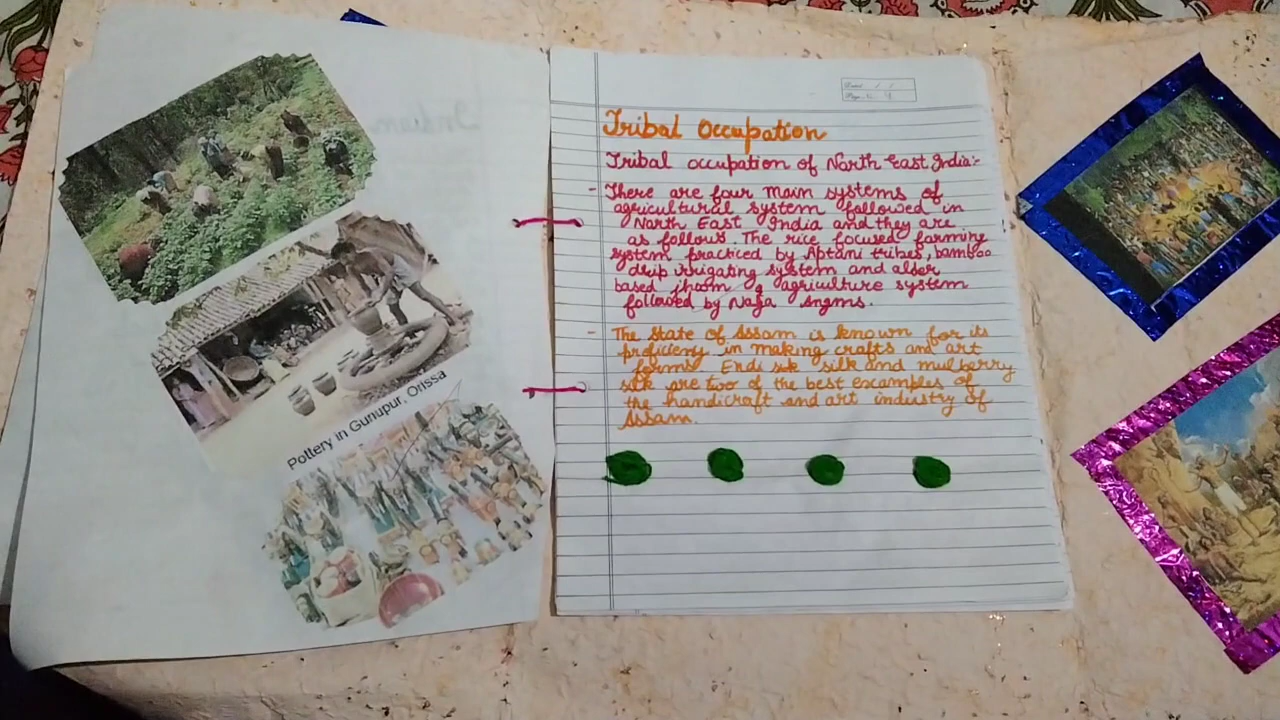 Pottery in Gunupur, Orissa
Tribal Occupation
Tribal occupation of North East India:-
- There are four main systems of
agricultural system followed in
North East India and they are
as follows. The rice focused farming
system practiced by Aptani tribes, bamboo
drip irrigating system and alder
based jhoom agriculture system
followed by Naga Angms.
- The state of Assam is known for its
proficieny in making crafts and art
forms. Endi silk and mulberry
silk are two of the best examples of
the handicraft and art industry of
Assam.